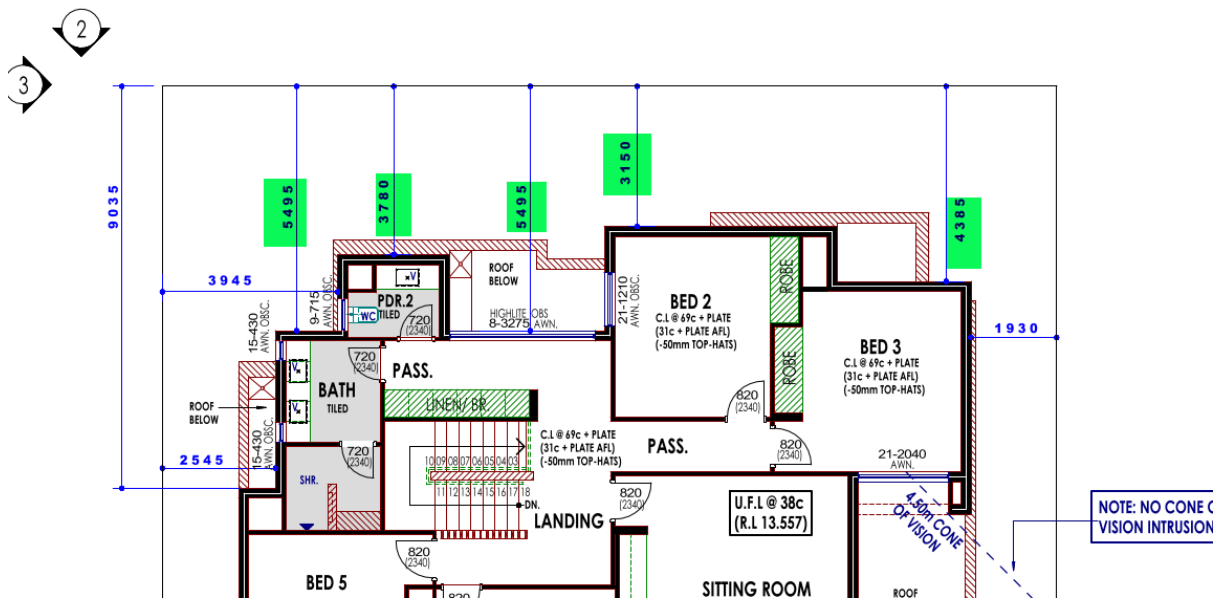 2
3
9035
5495
3780
5495
3150
4385
3945
1930
2545
15-430
AWN. OBSC.
9-715
AWN. OBSC.
V
PDR.2
TILED
WC
720
(2340)
ROOF
BELOW
HIGHLITE OBS
8-3275 AWN.
21-1210
AWN. OBSC.
BED 2
C.L @ 69c + PLATE
(31c + PLATE AFL)
(-50mm TOP-HATS)
ROBE
ROBE
BED 3
C.L @ 69c + PLATE
(31c + PLATE AFL)
(-50mm TOP-HATS)
720
(2340)
PASS.
V
BATH
TILED
V
LINEN/ BR.
ROOF
BELOW
15-430
AWN. OBSC.
820
(2340)
820
(2340)
C.L @ 69c + PLATE
(31c + PLATE AFL)
(-50mm TOP-HATS)
PASS.
21-2040
AWN.
720
(2340)
SHR.
10 09 08 07 06 05 04 03
11 12 13 14 15 16 17 18
DN.
LANDING
820
(2340)
U.F.L @ 38c
(R.L 13.557)
4.50m CONE
OF VISION
NOTE: NO CONE O
VISION INTRUSION
820
(2340)
BED 5
820
SITTING ROOM
ROOF